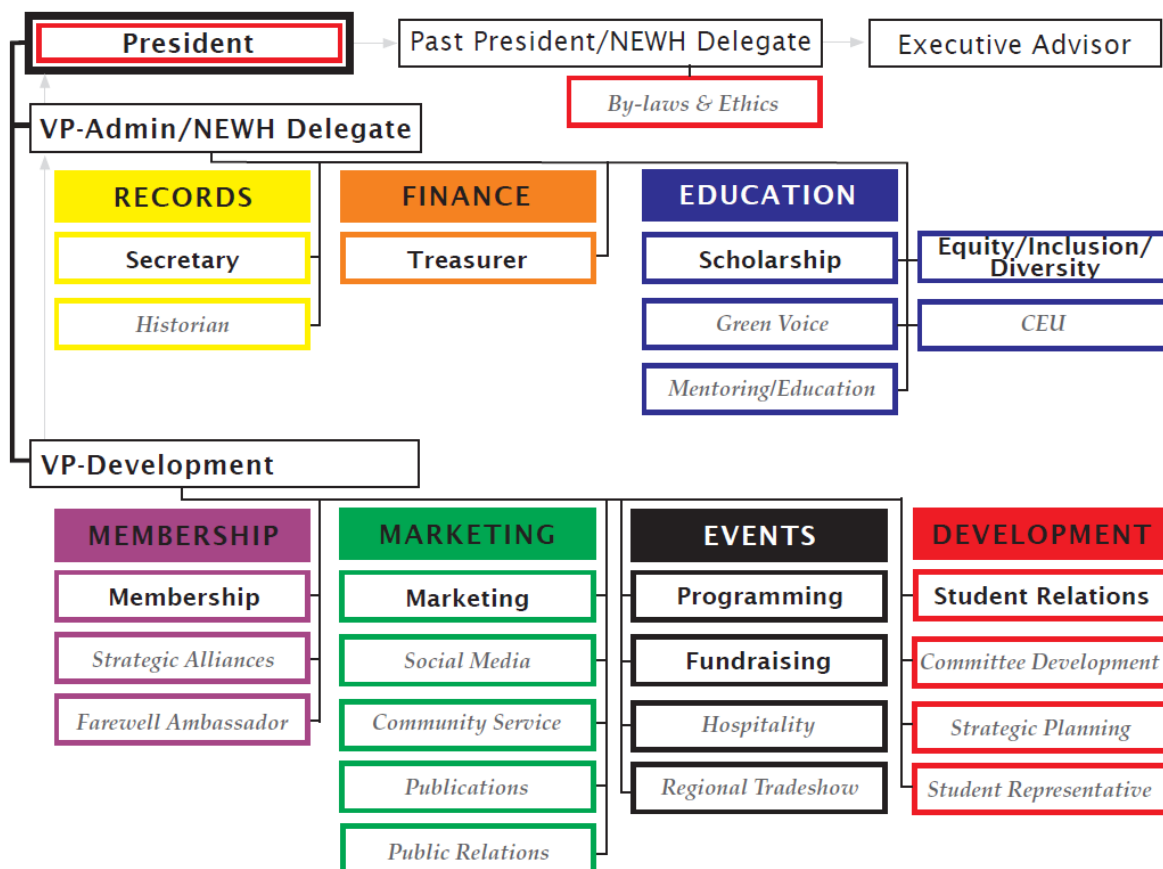 President
Past President/NEWH Delegate
Executive Advisor
By-laws & Ethics
VP-Admin/NEWH Delegate
RECORDS
FINANCE
EDUCATION
Secretary
Treasurer
Scholarship
Equity/Inclusion/
Diversity
Historian
Green Voice
CEU
Mentoring/Education
VP-Development
MEMBERSHIP
MARKETING
EVENTS
DEVELOPMENT
Membership
Marketing
Programming
Student Relations
Strategic Alliances
Social Media
Fundraising
Committee Development
Farewell Ambassador
Community Service
Hospitality
Strategic Planning
Publications
Regional Tradeshow
Student Representative
Public Relations